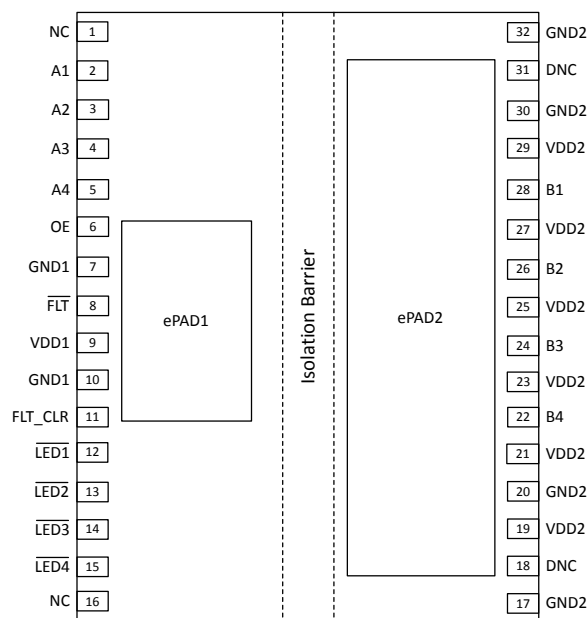 NC 1 32 GND2
A1 2 31 DNC
A2 3 30 GND2
A3 4 29 VDD2
A4 5 28 B1
OE 6 27 VDD2
GND1 7 26 B2
FLT 8 25 VDD2
ePAD1 Isolation Barrier ePAD2
VDD1 9 24 B3
GND1 10 23 VDD2
FLT_CLR 11 22 B4
LED1 12 21 VDD2
LED2 13 20 GND2
LED3 14 19 VDD2
LED4 15 18 DNC
NC 16 17 GND2